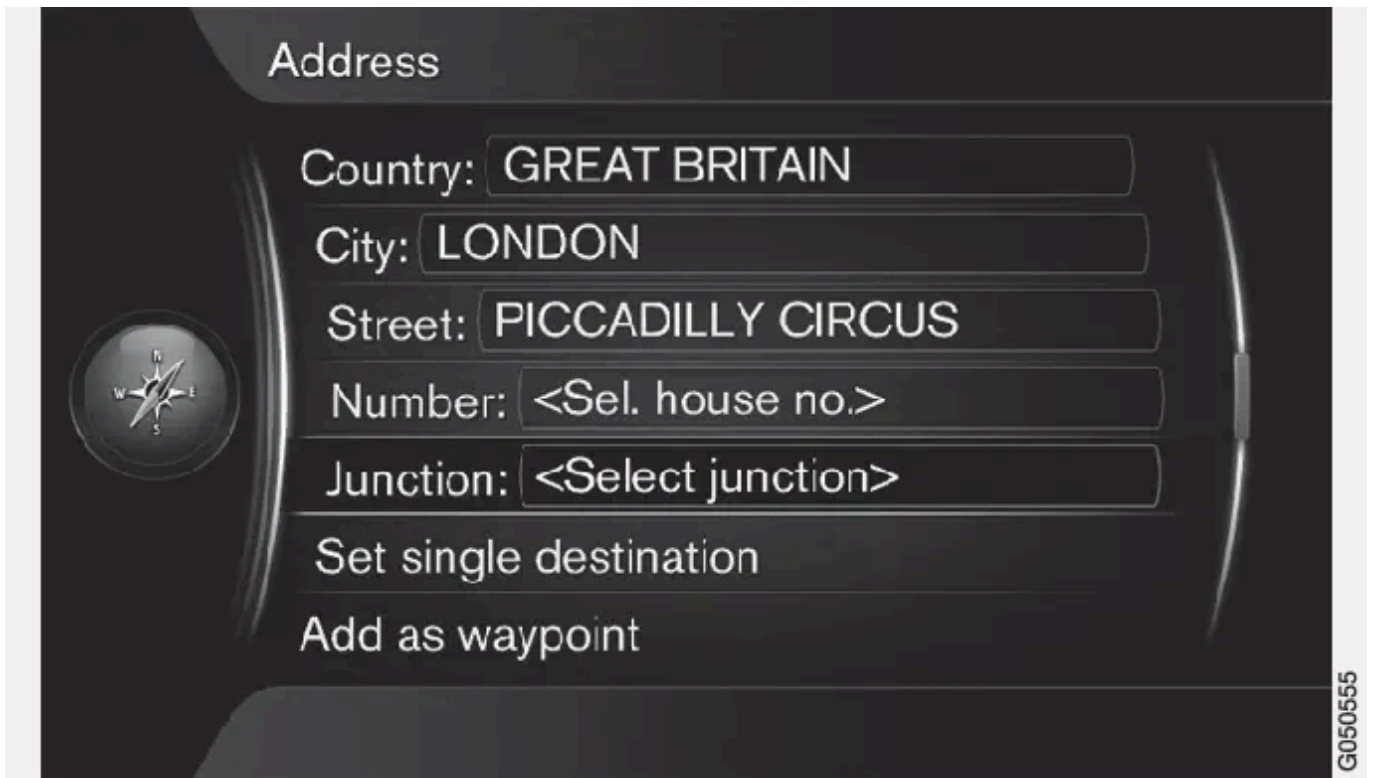 Address
Country: GREAT BRITAIN
City: LONDON
Street: PICCADILLY CIRCUS
Number: <Sel. house no.>
N
W E
S
Junction: <Select junction>
Set single destination
Add as waypoint
G050555